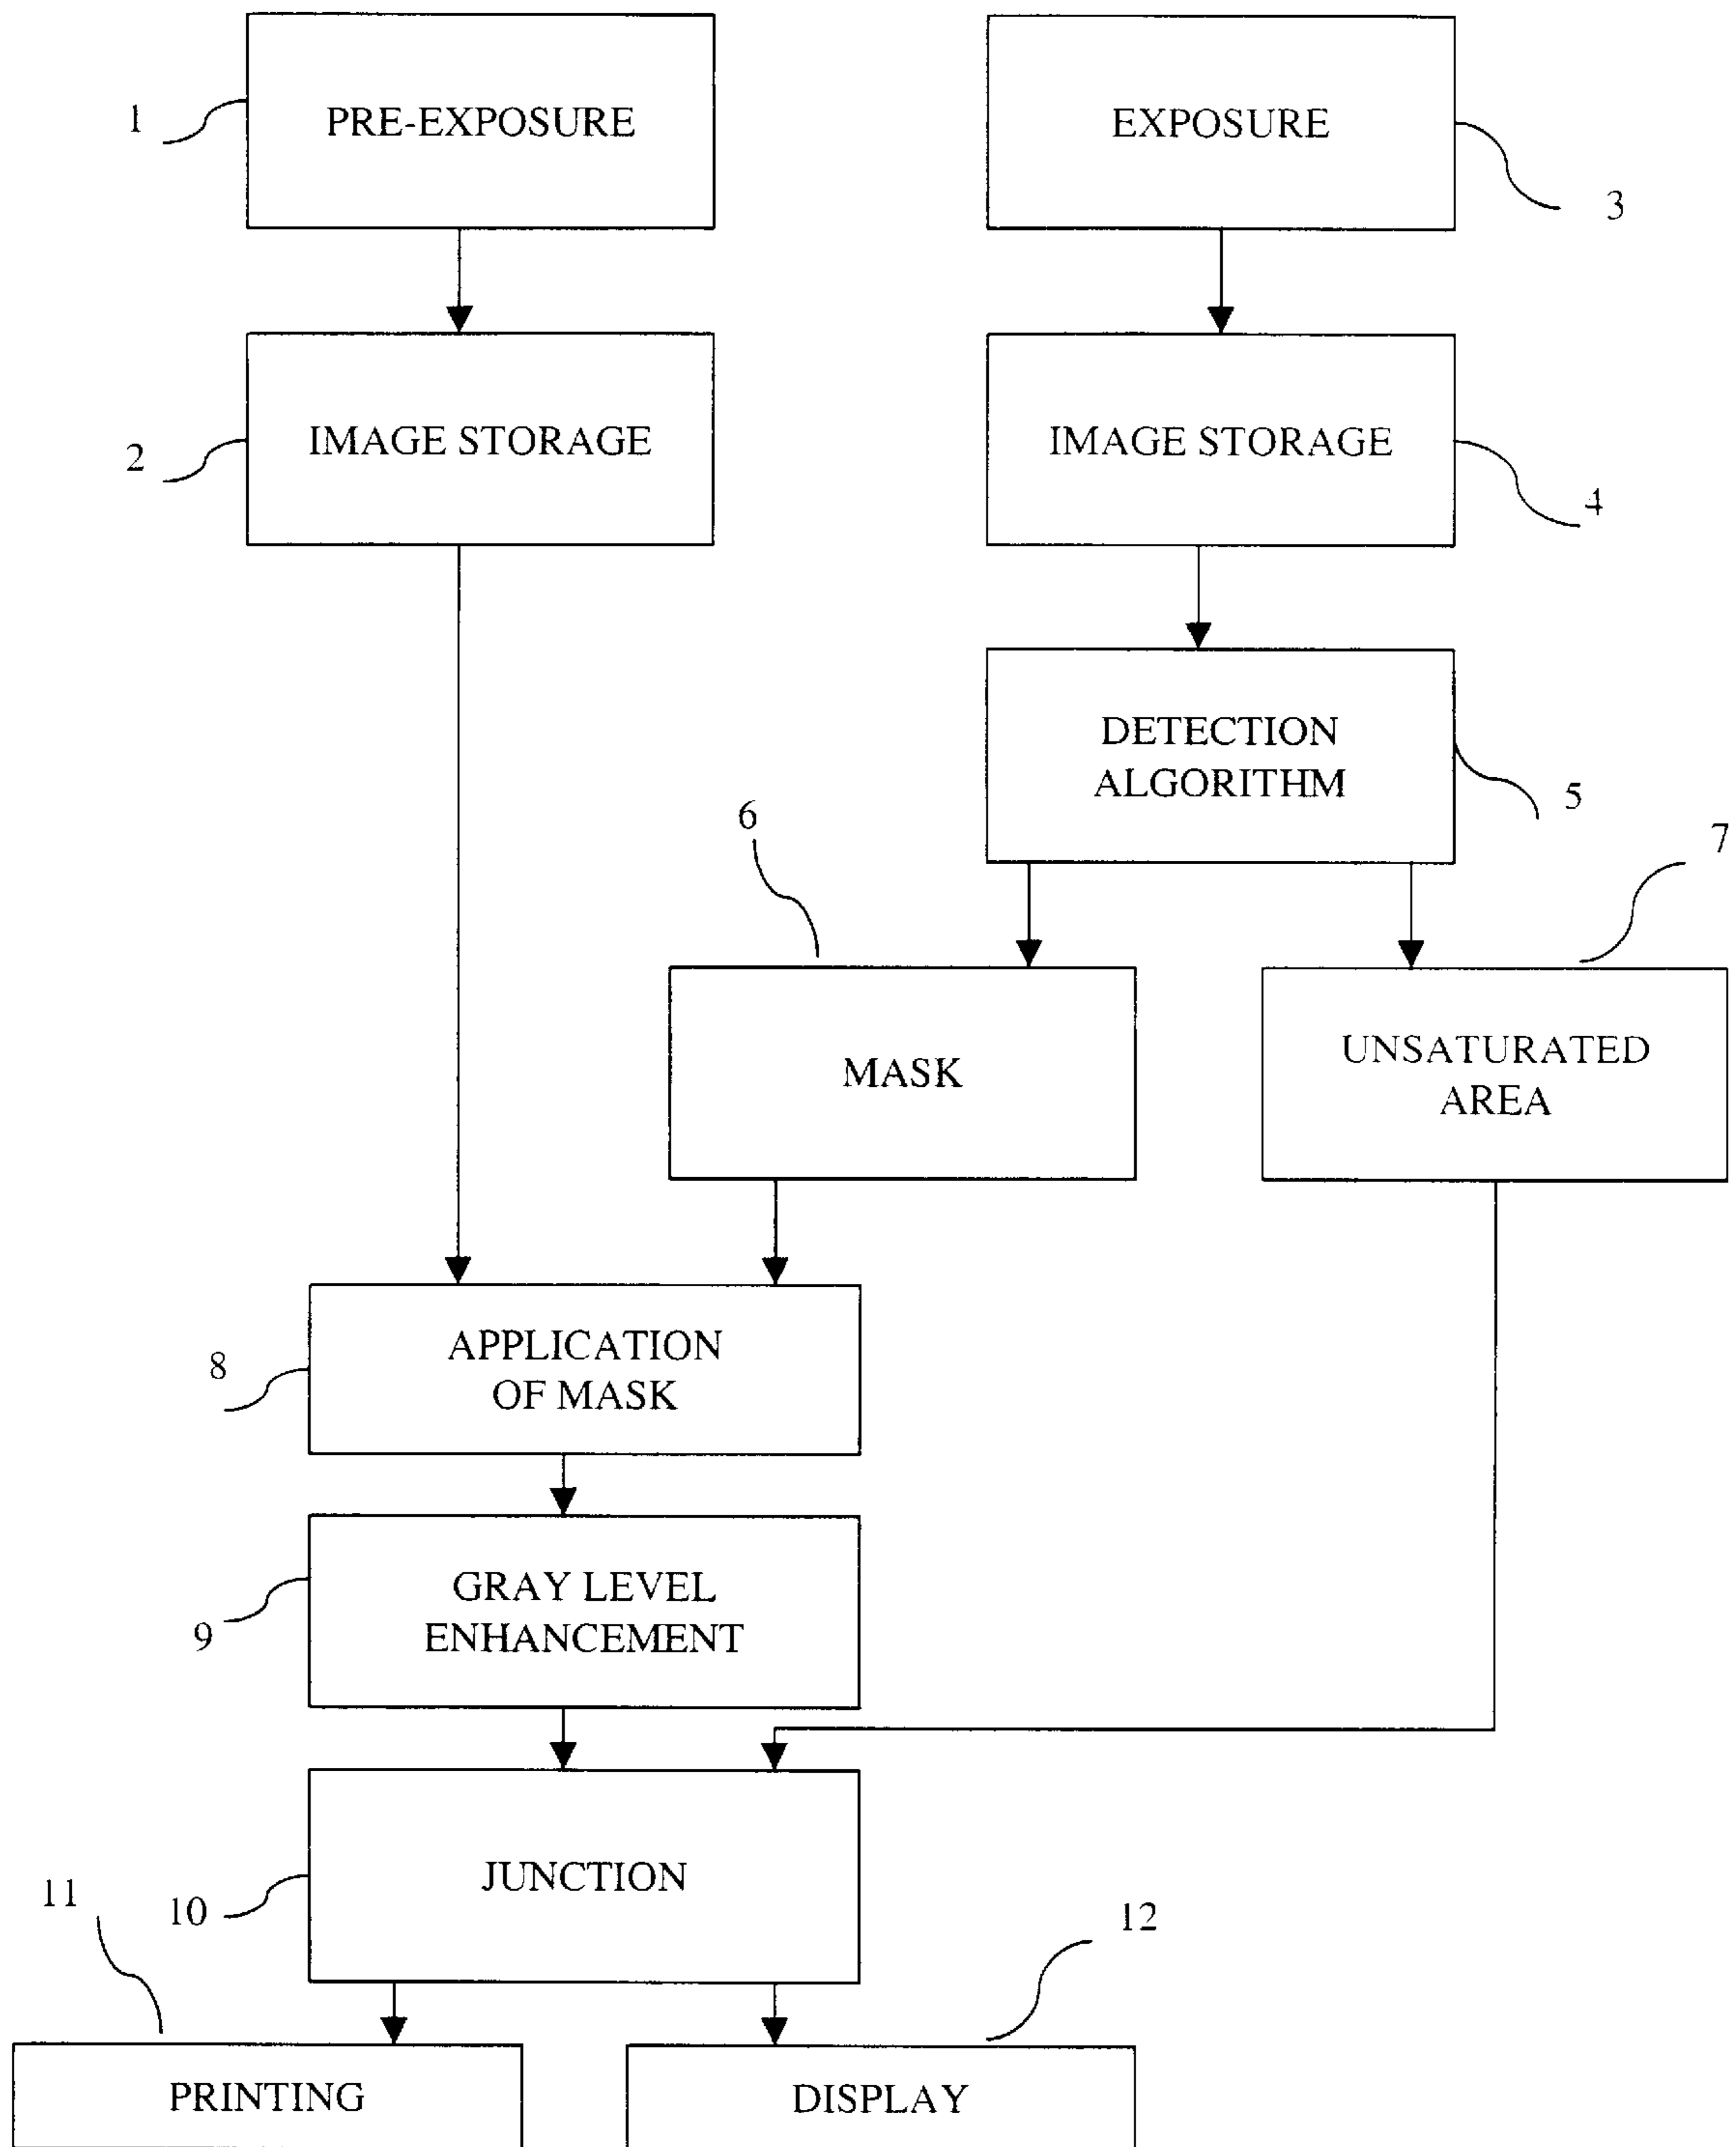 PRE-EXPOSURE
EXPOSURE
1
3
IMAGE STORAGE
IMAGE STORAGE
2
4
DETECTION
ALGORITHM
5
6
7
MASK
UNSATURATED
AREA
APPLICATION
OF MASK
8
GRAY LEVEL
ENHANCEMENT
9
JUNCTION
10
11
12
PRINTING
DISPLAY